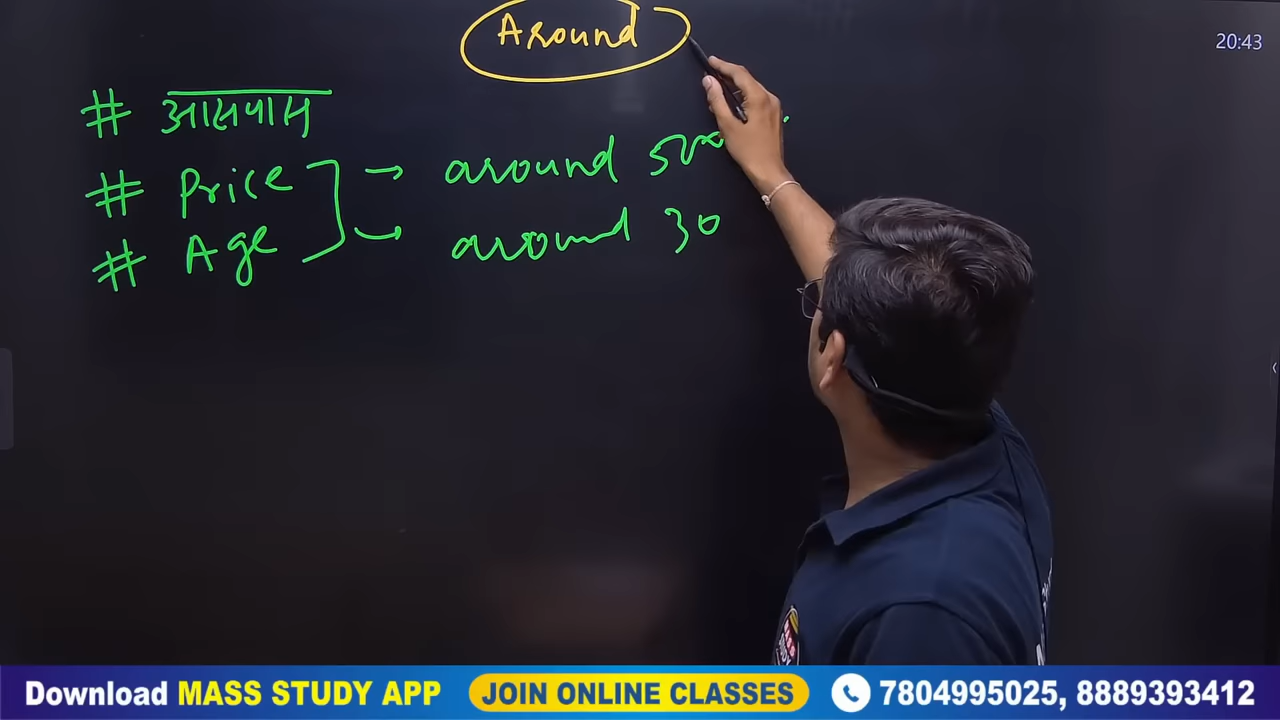 Around
20:43
# आसपास
# Price → around 500
# Age → around 30
Download MASS STUDY APP JOIN ONLINE CLASSES 7804995025, 8889393412